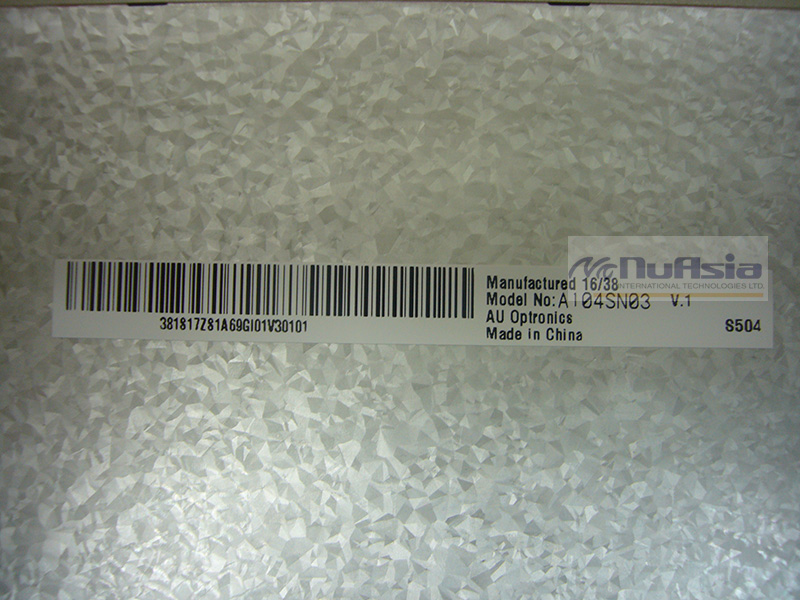 NuAsia
INTERNATIONAL TECHNOLOGIES LTD.
Manufactured 16/38
Model No:A104SN03 V.1
AU Optronics
Made in China
S504
381817Z81A69GI01V30101